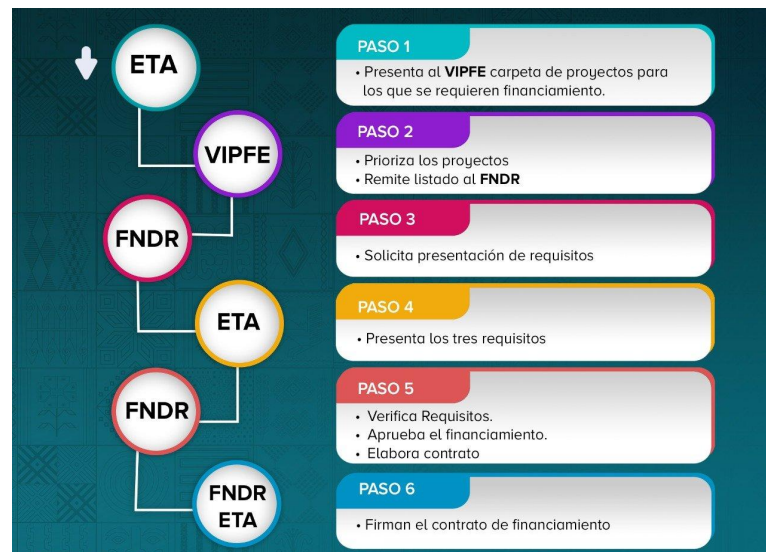 ETA
PASO 1
• Presenta al VIPFE carpeta de proyectos para
los que se requieren financiamiento.
VIPFE
PASO 2
• Prioriza los proyectos
• Remite listado al FNDR
FNDR
PASO 3
• Solicita presentación de requisitos
ETA
PASO 4
• Presenta los tres requisitos
FNDR
PASO 5
• Verifica Requisitos.
• Aprueba el financiamiento.
• Elabora contrato
FNDR
ETA
PASO 6
• Firman el contrato de financiamiento